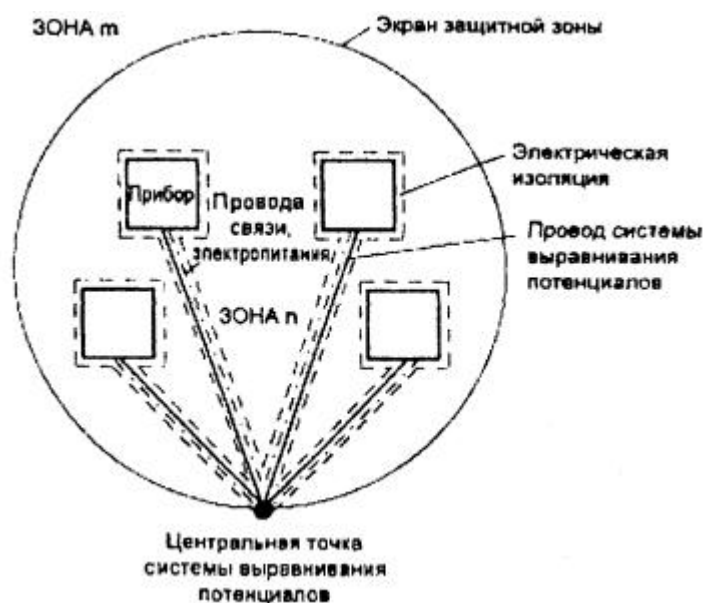 ЗОНА m
Экран защитной зоны
Электрическая
изоляция
Прибор
Провода
связи,
электропитания
Провод системы
выравнивания
потенциалов
ЗОНА n
Центральная точка
системы выравнивания
потенциалов